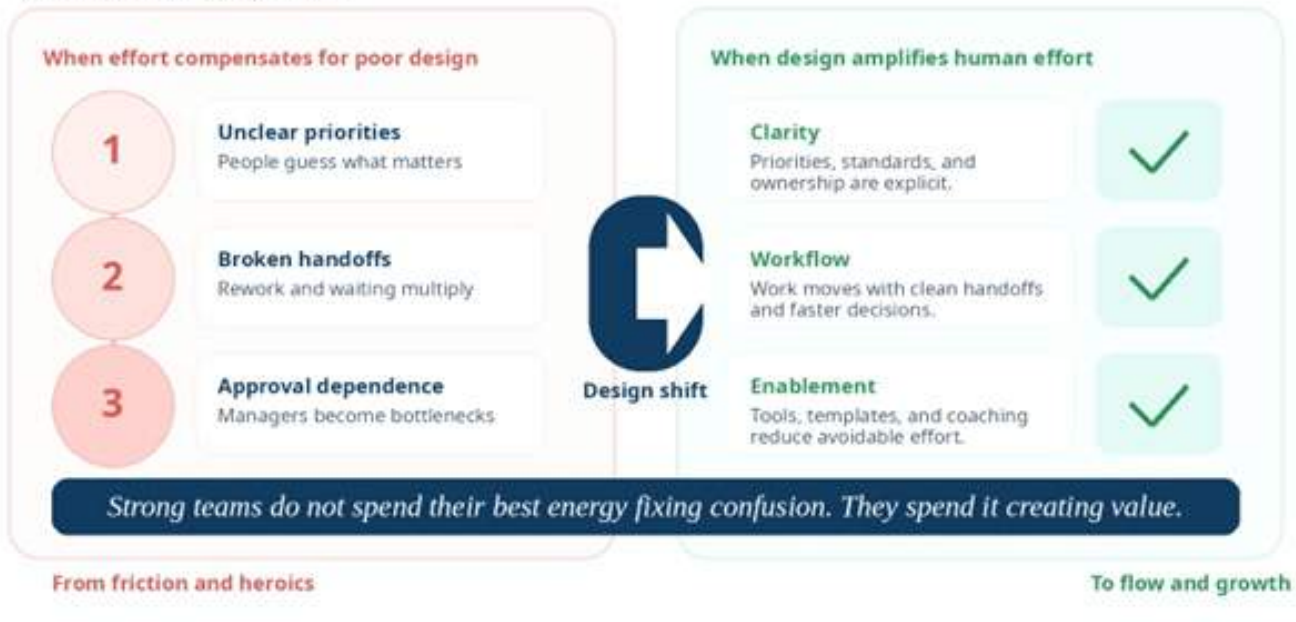 When effort compensates for poor design
1
Unclear priorities
People guess what matters
2
Broken handoffs
Rework and waiting multiply
3
Approval dependence
Managers become bottlenecks
Design shift
When design amplifies human effort
Clarity
Priorities, standards, and
ownership are explicit.
Workflow
Work moves with clean handoffs
and faster decisions.
Enablement
Tools, templates, and coaching
reduce avoidable effort.
Strong teams do not spend their best energy fixing confusion. They spend it creating value.
From friction and heroics
To flow and growth